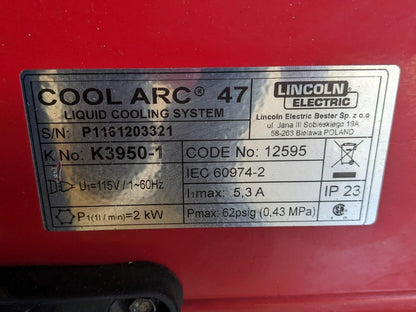 COOL ARC® 47
LIQUID COOLING SYSTEM
LINCOLN®
ELECTRIC
Lincoln Electric Bester Sp. z o.o
ul. Jana III Sobieskiego 19A
58-263 Bielawa POLAND
S/N: P1161203321
K No: K3950-1
CODE No: 12595
IEC 60974-2
U₁=115V / 1~60Hz
I₁max: 5,3 A
IP 23
P₁(1l / min)=2 kW
Pmax: 62psig (0,43 MPa)